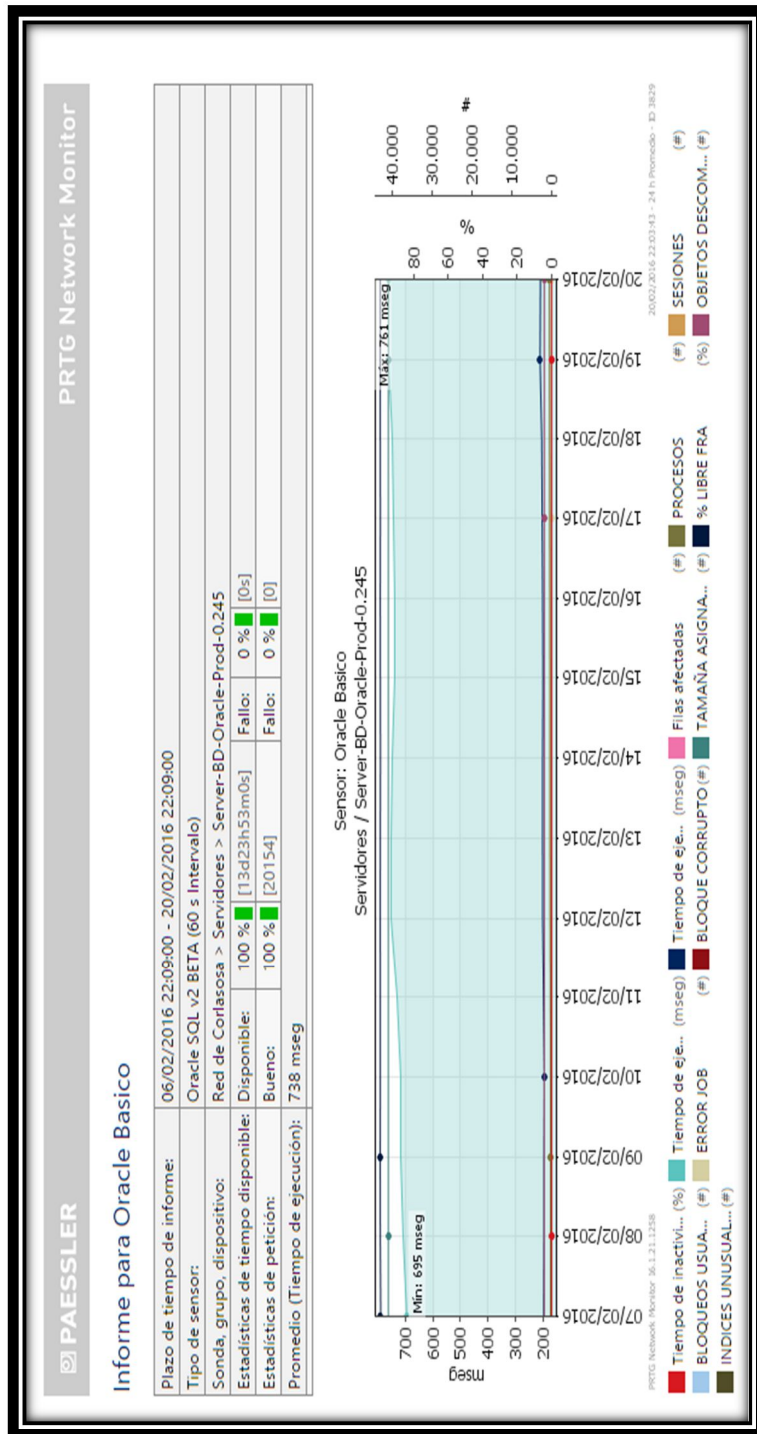 PAESSLER
PRTG Network Monitor
Informe para Oracle Basico
Plazo de tiempo de informe: 06/02/2016 22:09:00 - 20/02/2016 22:09:00
Tipo de sensor: Oracle SQL v2 BETA (60 s Intervalo)
Sonda, grupo, dispositivo: Red de Corlasosa > Servidores > Server-BD-Oracle-Prod-0.245
Estadísticas de tiempo disponible: Disponible: 100 % [13d23h53m0s] Fallo: 0 % [0s]
Estadísticas de petición: Bueno: 100 % [20154] Fallo: 0 % [0]
Promedio (Tiempo de ejecución): 738 mseg
Sensor: Oracle Basico
Servidores / Server-BD-Oracle-Prod-0.245
mseg
700
600
500
400
300
200
Mín: 695 mseg
Máx: 761 mseg
%
80
60
40
20
0
#
40.000
30.000
20.000
10.000
0
07/02/2016
08/02/2016
09/02/2016
10/02/2016
11/02/2016
12/02/2016
13/02/2016
14/02/2016
15/02/2016
16/02/2016
17/02/2016
18/02/2016
19/02/2016
20/02/2016
PRTG Network Monitor 16.1.21.1258
20/02/2016 22:03:43 - 24 h Promedio - ID 3829
Tiempo de inactivi... (%) Tiempo de eje... (mseg) Tiempo de eje... (mseg) Filas afectadas (#) PROCESOS (#) SESIONES (#)
BLOQUEOS USUA... (#) ERROR JOB (#) BLOQUE CORRUPTO (#) TAMAÑA ASIGNA... (#) % LIBRE FRA (%) OBJETOS DESCOM... (#)
INDICES UNUSUAL... (#)